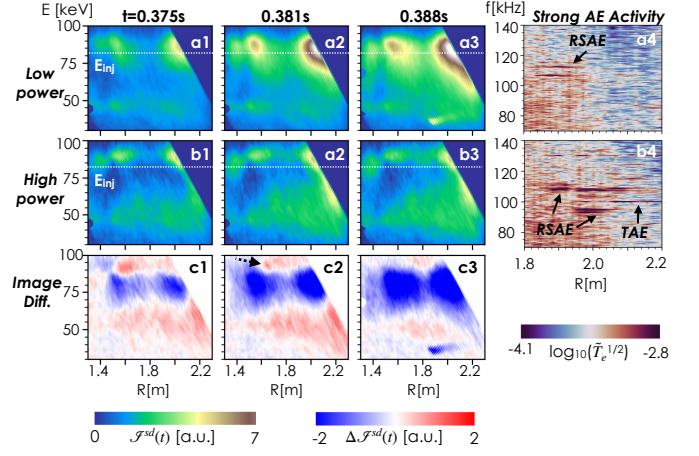 E [keV] t=0.375s 0.381s 0.388s f[kHz] Strong AE Activity
100 a1 a2 a3 140 RSAE a4
E_inj
75 120
Low power
50 100
80
100 b1 a2 b3 140 b4
E_inj
75 120
High power
50 100
RSAE TAE
80
100 c1 c2 c3 1.8 2.0 2.2
R[m]
75
Image Diff.
50
-4.1 log₁₀(T̃ₑ^1/2) -2.8
1.4 1.8 2.2 1.4 1.8 2.2 1.4 1.8 2.2
R[m] R[m] R[m]
0 𝒥^sd(t) [a.u.] 7 -2 Δ𝒥^sd(t) [a.u.] 2